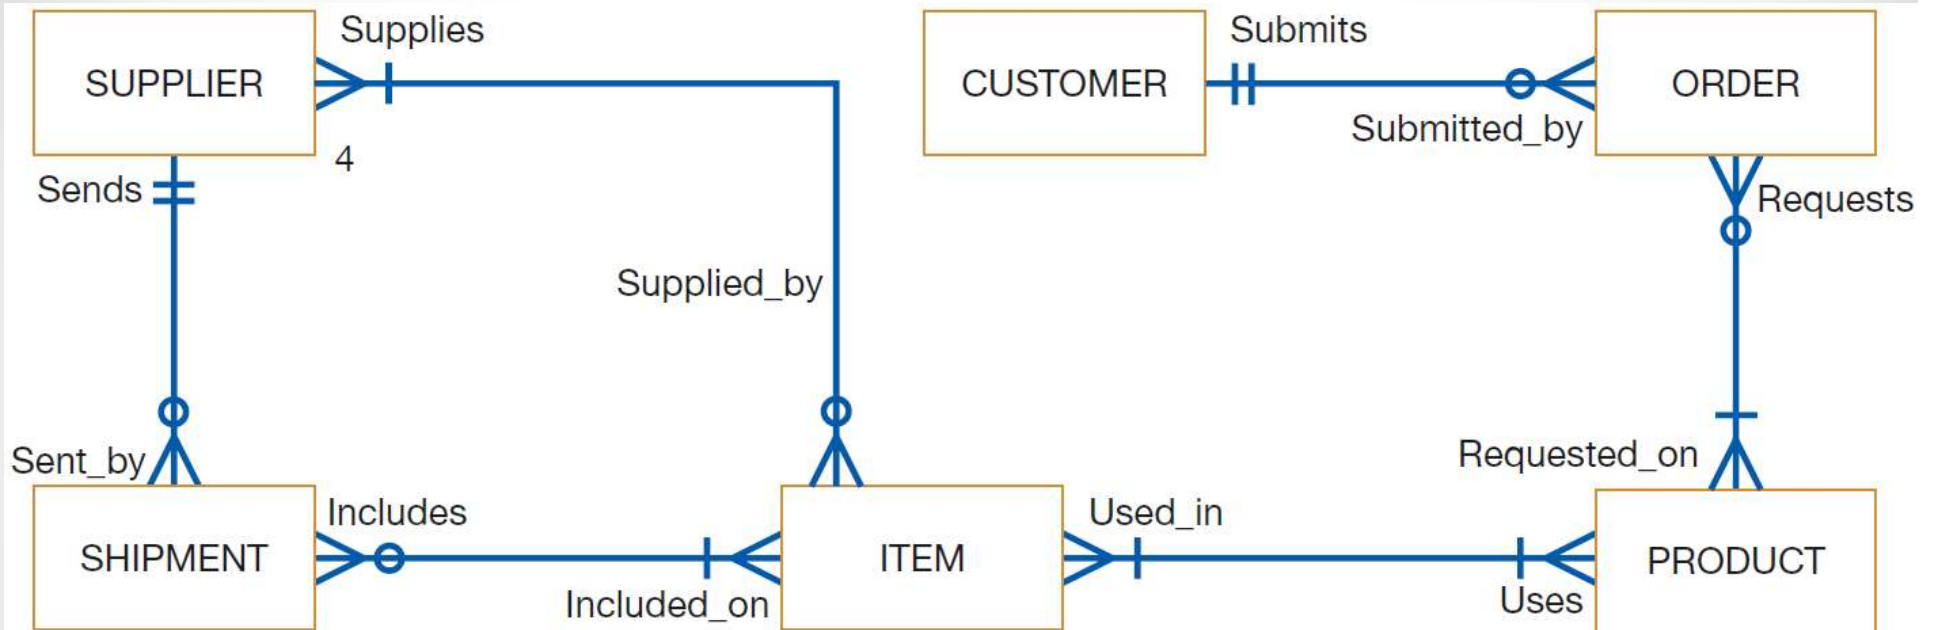 Supplies
Submits
SUPPLIER
CUSTOMER
ORDER
Submitted_by
4
Sends
Requests
Supplied_by
Sent_by
Requested_on
Includes
Used_in
SHIPMENT
ITEM
PRODUCT
Included_on
Uses